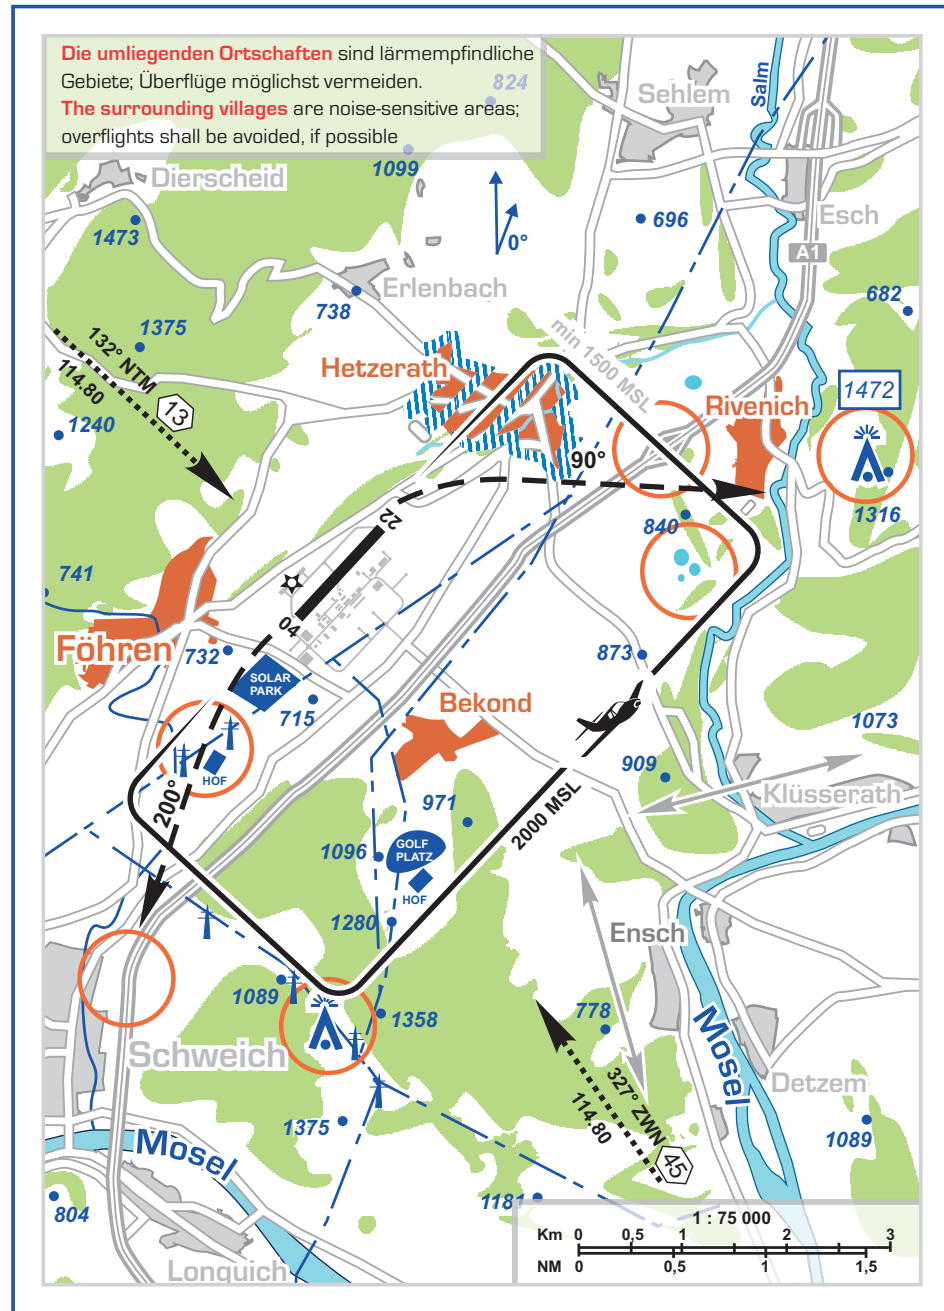 Die umliegenden Ortschaften sind lärmempfindliche
Gebiete; Überflüge möglichst vermeiden.
The surrounding villages are noise-sensitive areas;
overflights shall be avoided, if possible
824
Sehlem
Salm
1099
Dierscheid
1473
696
Esch
0°
A1
Erlenbach
738
682
1375
132° NTM
114.80
13
min 1500 MSL
Hetzerath
Rivenich
1472
1240
90°
1316
22
840
741
04
Föhren
732
SOLAR
PARK
715
873
Bekond
1073
909
HOF
200°
Klüsserath
971
2000 MSL
1096
GOLF
PLATZ
HOF
1280
Ensch
1089
1358
778
Schweich
Mosel
327° ZWN
114.80
45
Detzem
1375
1089
Mosel
1181
804
Longuich
1 : 75 000
Km 0 0,5 1 2 3
NM 0 0,5 1 1,5